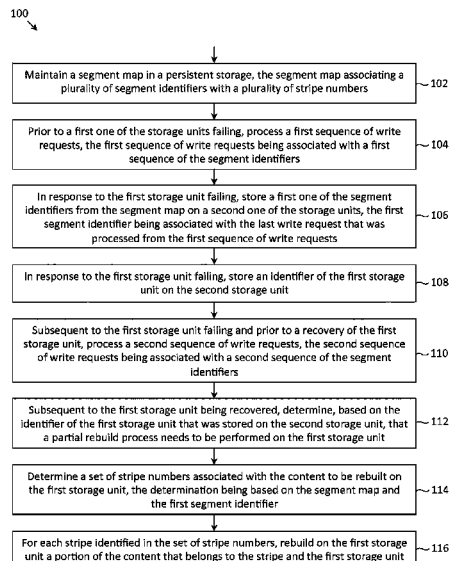 100
Maintain a segment map in a persistent storage, the segment map associating a
plurality of segment identifiers with a plurality of stripe numbers
102
Prior to a first one of the storage units failing, process a first sequence of write
requests, the first sequence of write requests being associated with a first
sequence of the segment identifiers
104
In response to the first storage unit failing, store a first one of the segment
identifiers from the segment map on a second one of the storage units, the first
segment identifier being associated with the last write request that was
processed from the first sequence of write requests
106
In response to the first storage unit failing, store an identifier of the first storage
unit on the second storage unit
108
Subsequent to the first storage unit failing and prior to a recovery of the first
storage unit, process a second sequence of write requests, the second sequence
of write requests being associated with a second sequence of the segment
identifiers
110
Subsequent to the first storage unit being recovered, determine, based on the
identifier of the first storage unit that was stored on the second storage unit, that
a partial rebuild process needs to be performed on the first storage unit
112
Determine a set of stripe numbers associated with the content to be rebuilt on
the first storage unit, the determination being based on the segment map and
the first segment identifier
114
For each stripe identified in the set of stripe numbers, rebuild on the first storage
unit a portion of the content that belongs to the stripe and the first storage unit
116